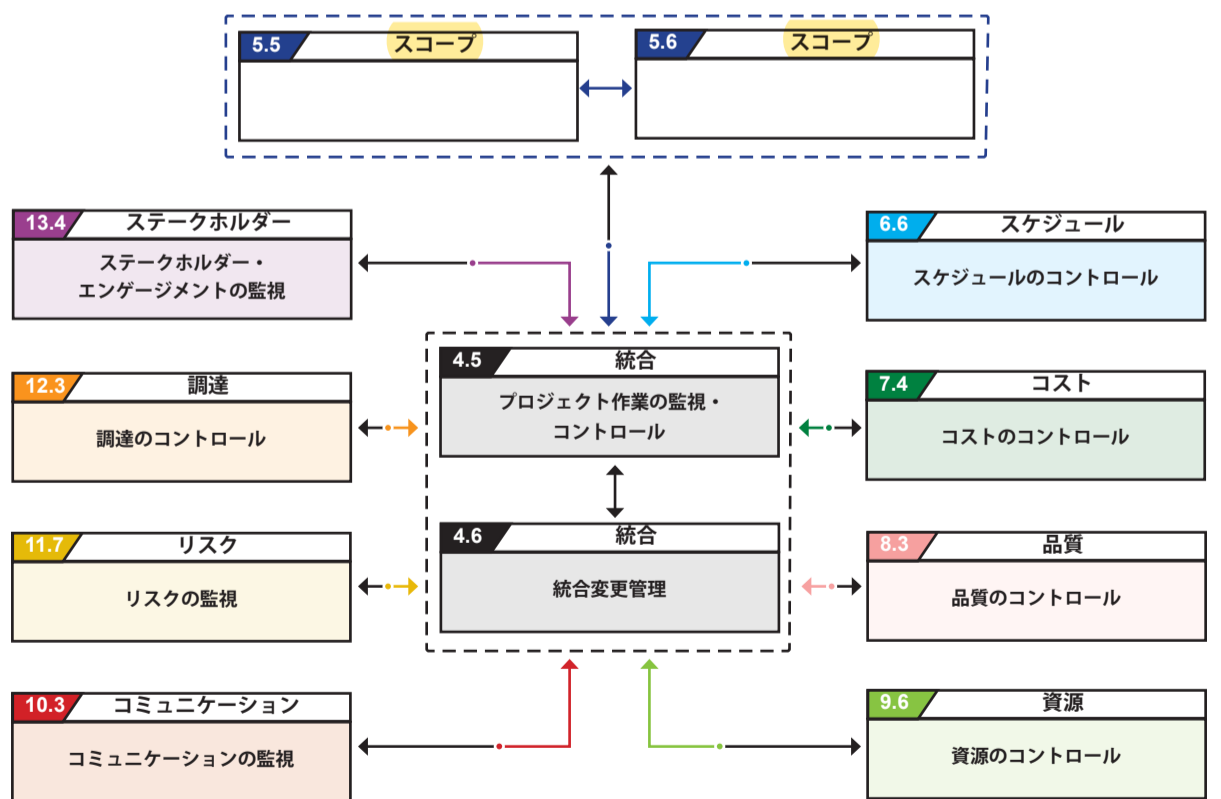 5.5 スコープ
5.6 スコープ
13.4 ステークホルダー
ステークホルダー・
エンゲージメントの監視
6.6 スケジュール
スケジュールのコントロール
4.5 統合
プロジェクト作業の監視・
コントロール
12.3 調達
調達のコントロール
7.4 コスト
コストのコントロール
4.6 統合
統合変更管理
11.7 リスク
リスクの監視
8.3 品質
品質のコントロール
10.3 コミュニケーション
コミュニケーションの監視
9.6 資源
資源のコントロール